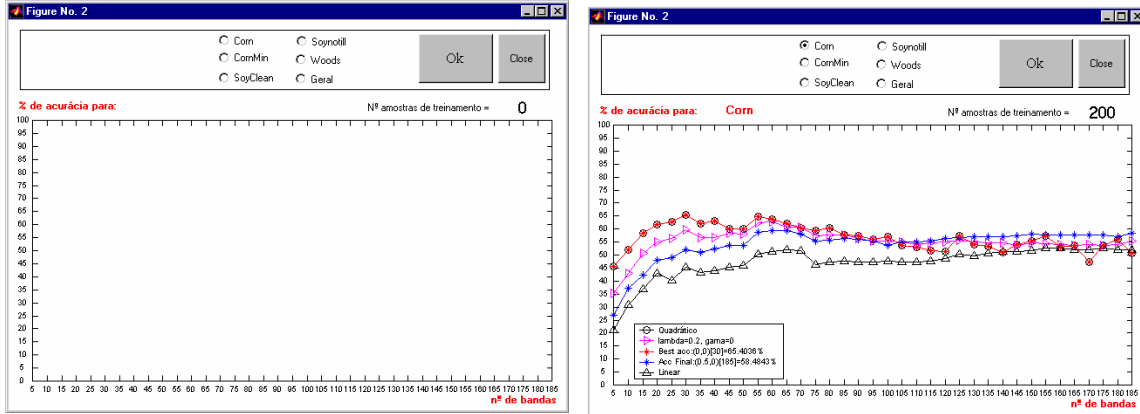 Figure No. 2
Corn Soynotill
CornMin Woods
SoyClean Geral
Ok Close
% de acurácia para: Nº amostras de treinamento = 0
100
95
90
85
80
75
70
65
60
55
50
45
40
35
30
25
20
15
10
5
0
5 10 15 20 25 30 35 40 45 50 55 60 65 70 75 80 85 90 95 100 105 110 115 120 125 130 135 140 145 150 155 160 165 170 175 180 185
nº de bandas
Figure No. 2
Corn Soynotill
CornMin Woods
SoyClean Geral
Ok Close
% de acurácia para: Corn Nº amostras de treinamento = 200
100
95
90
85
80
75
70
65
60
55
50
45
40
35
30
25
20
15
10
5
0
Quadrático
lambda=0.2, gama=0
Best acc:(0,0)[30]=65.4036%
Acc Final:(0.5,0)[185]=58.4843%
Linear
5 10 15 20 25 30 35 40 45 50 55 60 65 70 75 80 85 90 95 100 105 110 115 120 125 130 135 140 145 150 155 160 165 170 175 180 185
nº de bandas